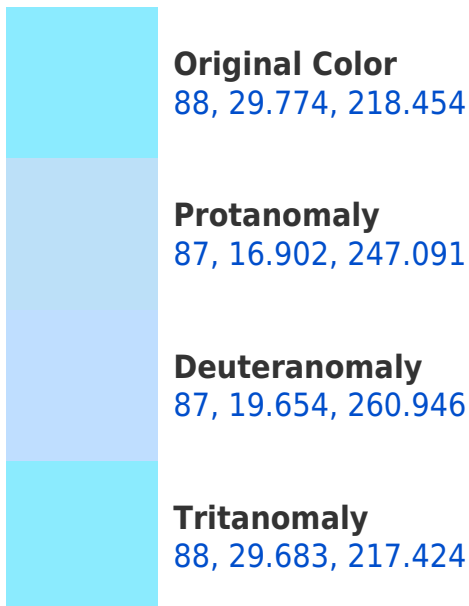 Original Color
88, 29.774, 218.454
Protanomaly
87, 16.902, 247.091
Deuteranomaly
87, 19.654, 260.946
Tritanomaly
88, 29.683, 217.424